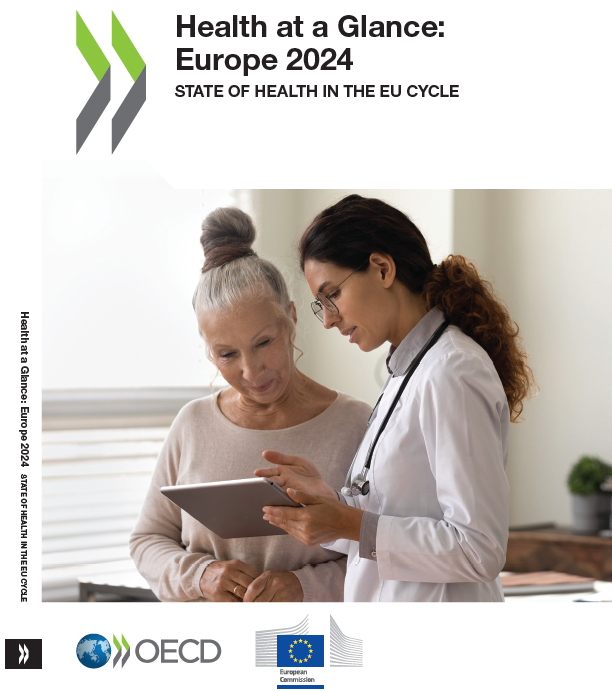 Health at a Glance:
Europe 2024
STATE OF HEALTH IN THE EU CYCLE
Health at a Glance: Europe 2024 STATE OF HEALTH IN THE EU CYCLE
OECD
European
Commission